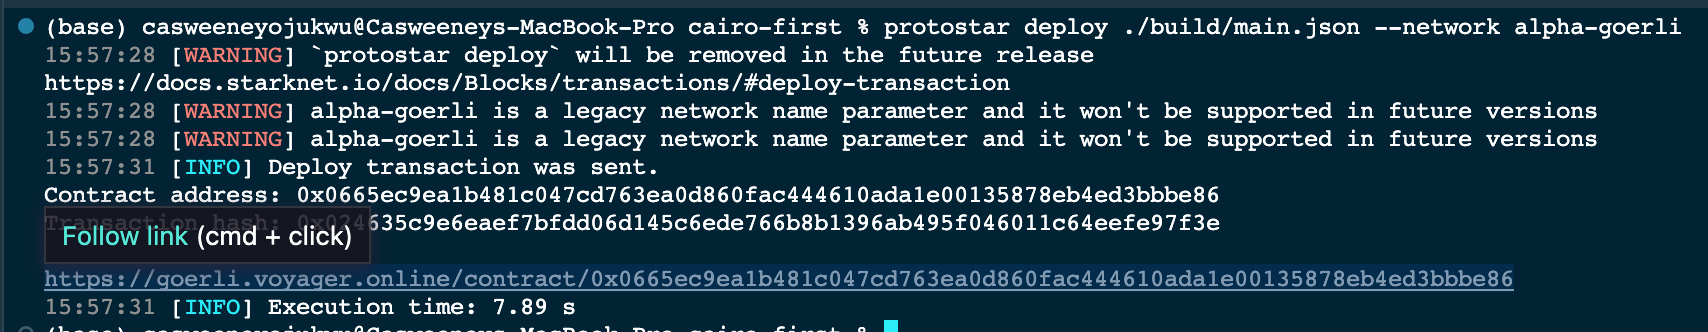 (base) casweeneyojukwu@Casweeneys-MacBook-Pro cairo-first % protostar deploy ./build/main.json --network alpha-goerli
15:57:28 [WARNING] `protostar deploy` will be removed in the future release
https://docs.starknet.io/docs/Blocks/transactions/#deploy-transaction
15:57:28 [WARNING] alpha-goerli is a legacy network name parameter and it won't be supported in future versions
15:57:28 [WARNING] alpha-goerli is a legacy network name parameter and it won't be supported in future versions
15:57:31 [INFO] Deploy transaction was sent.
Contract address: 0x0665ec9ea1b481c047cd763ea0d860fac444610ada1e00135878eb4ed3bbbe86
Transaction hash: 0x024635c9e6eaef7bfdd06d145c6ede766b8b1396ab495f046011c64eefe97f3e
Follow link (cmd + click)
https://goerli.voyager.online/contract/0x0665ec9ea1b481c047cd763ea0d860fac444610ada1e00135878eb4ed3bbbe86
15:57:31 [INFO] Execution time: 7.89 s
(base) casweeneyojukwu@Casweeneys-MacBook-Pro cairo-first %